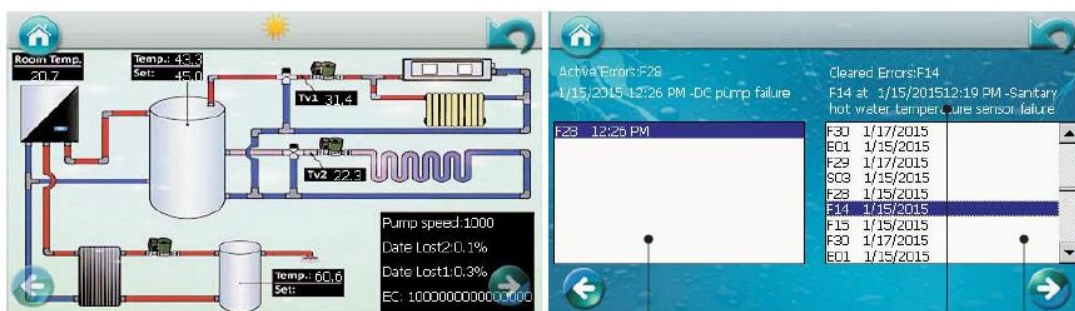 Room Temp.
20.7
Temp.: 43.3
Set: 45.0
Tv1 31.4
Tv2 22.3
Temp.: 60.6
Set:
Pump speed:1000
Date Lost2:0.1%
Date Lost1:0.3%
EC: 1000000000000000
Active Errors:F28
1/15/2015 12:26 PM -DC pump failure
F28 12:26 PM
Cleared Errors:F14
F14 at 1/15/201512:19 PM -Sanitary
hot water temperature sensor failure
F30 1/17/2015
E01 1/15/2015
F29 1/17/2015
S03 1/15/2015
F28 1/15/2015
F14 1/15/2015
F15 1/15/2015
F30 1/17/2015
E01 1/15/2015